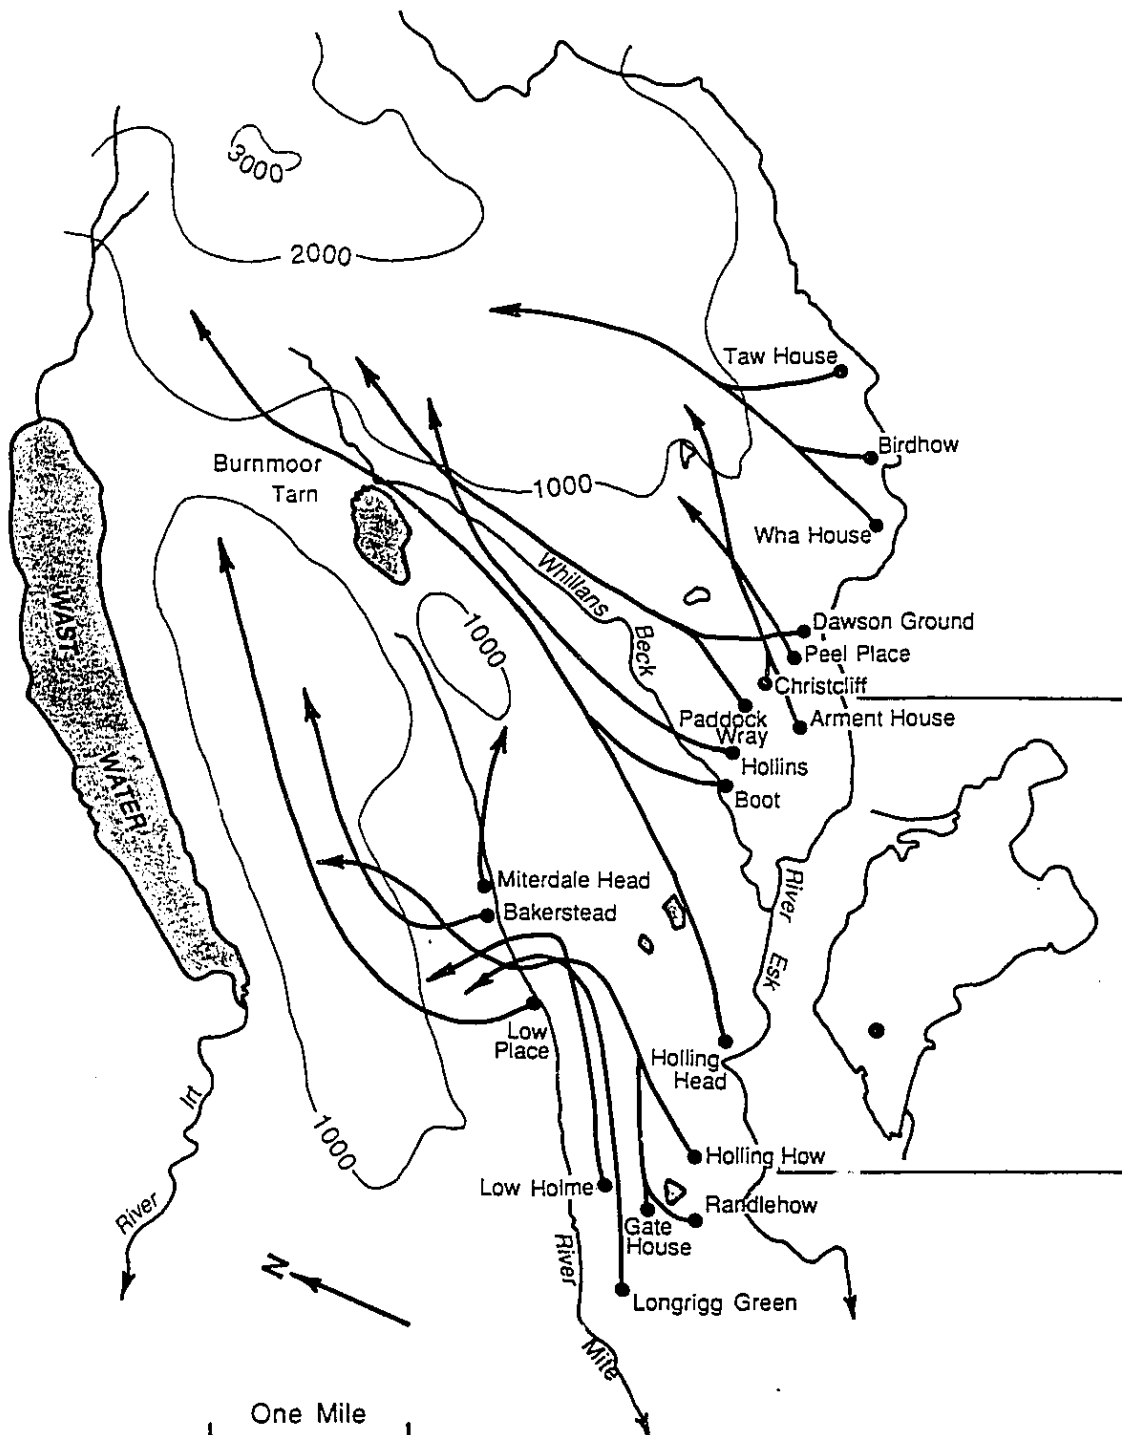 3000
2000
Taw House
Birdhow
Burnmoor
Tarn
1000
Wha House
Whillans
Beck
WAST
WATER
1000
Dawson Ground
Peel Place
Christcliff
Paddock
Wray
Arment House
Hollins
Boot
Miterdale Head
Bakerstead
River
Esk
Low
Place
Holling
Head
Irt
River
1000
Holling How
Low Holme
Randlehow
Gate
House
River
Mite
Longrigg Green
N
One Mile